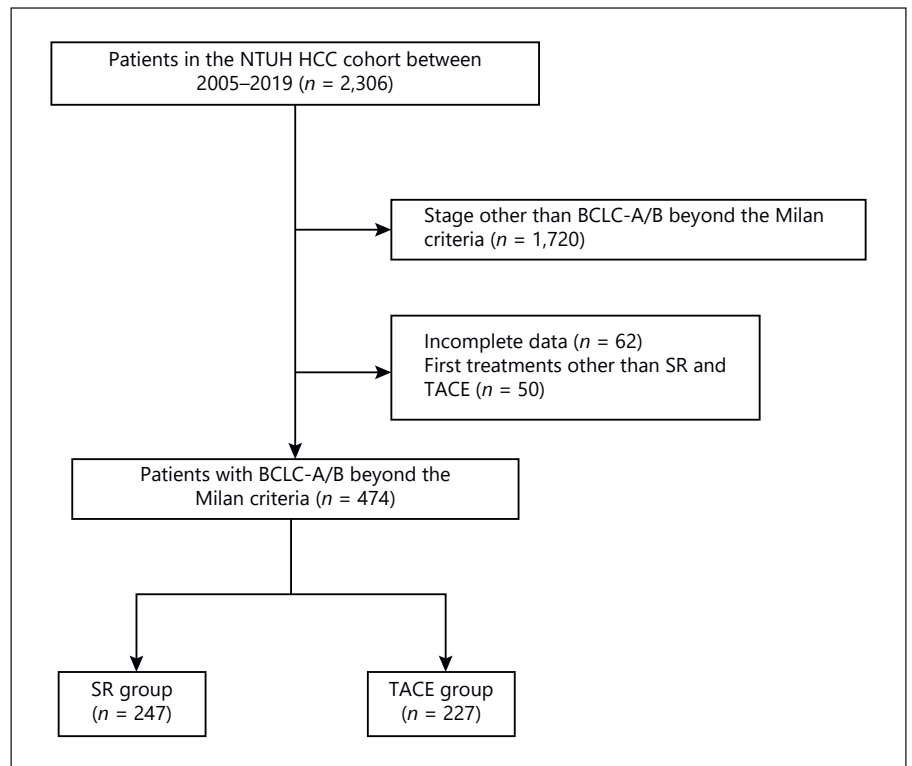 Patients in the NTUH HCC cohort between
2005–2019 (n = 2,306)
Stage other than BCLC-A/B beyond the Milan
criteria (n = 1,720)
Incomplete data (n = 62)
First treatments other than SR and
TACE (n = 50)
Patients with BCLC-A/B beyond the
Milan criteria (n = 474)
SR group
(n = 247)
TACE group
(n = 227)